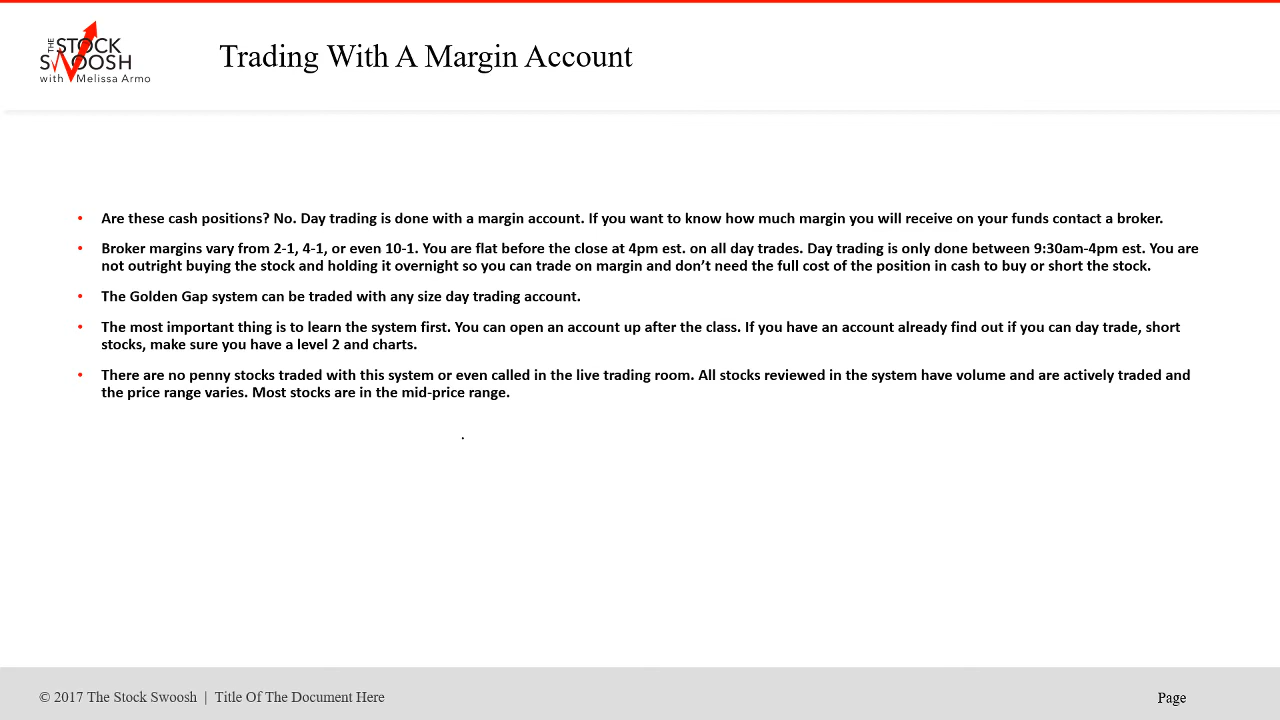 THE STOCK
SWOOSH
with Melissa Armo
Trading With A Margin Account
• Are these cash positions? No. Day trading is done with a margin account. If you want to know how much margin you will receive on your funds contact a broker.
• Broker margins vary from 2-1, 4-1, or even 10-1. You are flat before the close at 4pm est. on all day trades. Day trading is only done between 9:30am-4pm est. You are
not outright buying the stock and holding it overnight so you can trade on margin and don’t need the full cost of the position in cash to buy or short the stock.
• The Golden Gap system can be traded with any size day trading account.
• The most important thing is to learn the system first. You can open an account up after the class. If you have an account already find out if you can day trade, short
stocks, make sure you have a level 2 and charts.
• There are no penny stocks traded with this system or even called in the live trading room. All stocks reviewed in the system have volume and are actively traded and
the price range varies. Most stocks are in the mid-price range.
.
© 2017 The Stock Swoosh | Title Of The Document Here
Page